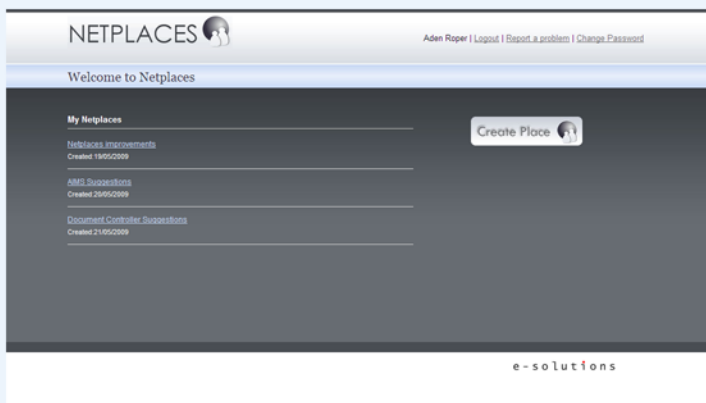 NETPLACES
Aden Roper | Logout | Report a problem | Change Password
Welcome to Netplaces
My Netplaces
Netplaces improvements
Created:19/05/2009
AIMS Suggestions
Created:20/05/2009
Document Controller Suggestions
Created:21/05/2009
Create Place
e-solutions